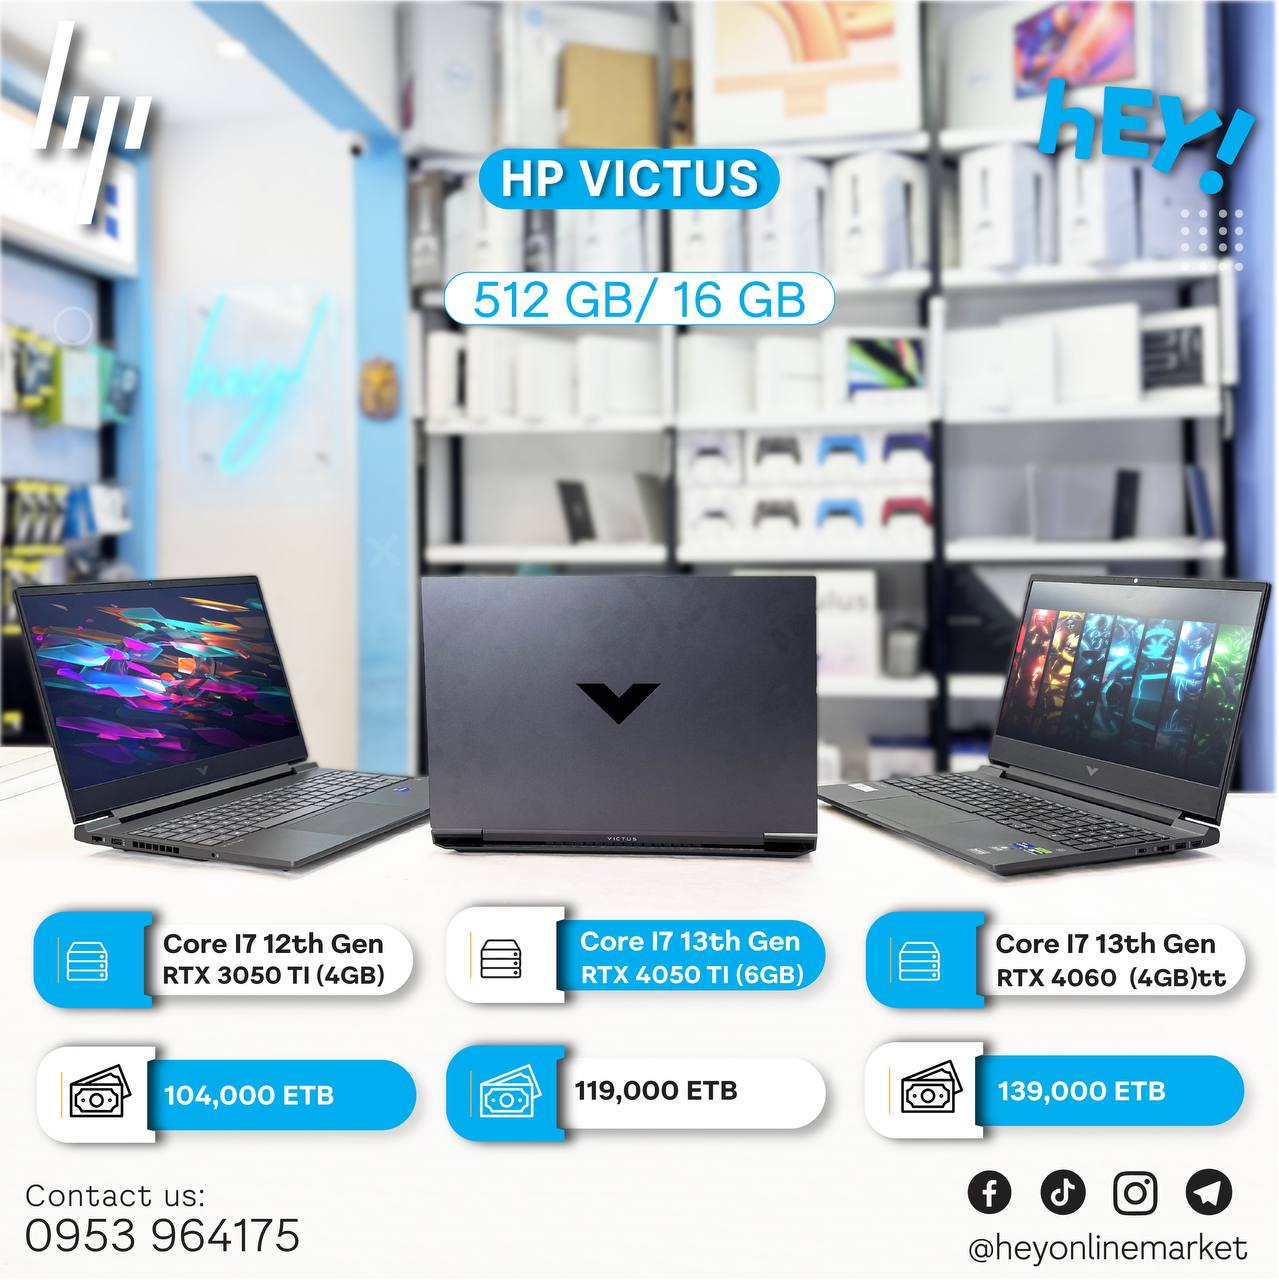 hp
hEY!
HP VICTUS
512 GB/ 16 GB
hey!
VICTUS
Core I7 12th Gen
RTX 3050 TI (4GB)
Core I7 13th Gen
RTX 4050 TI (6GB)
Core I7 13th Gen
RTX 4060 (4GB)tt
104,000 ETB
119,000 ETB
139,000 ETB
Contact us:
0953 964175
@heyonlinemarket